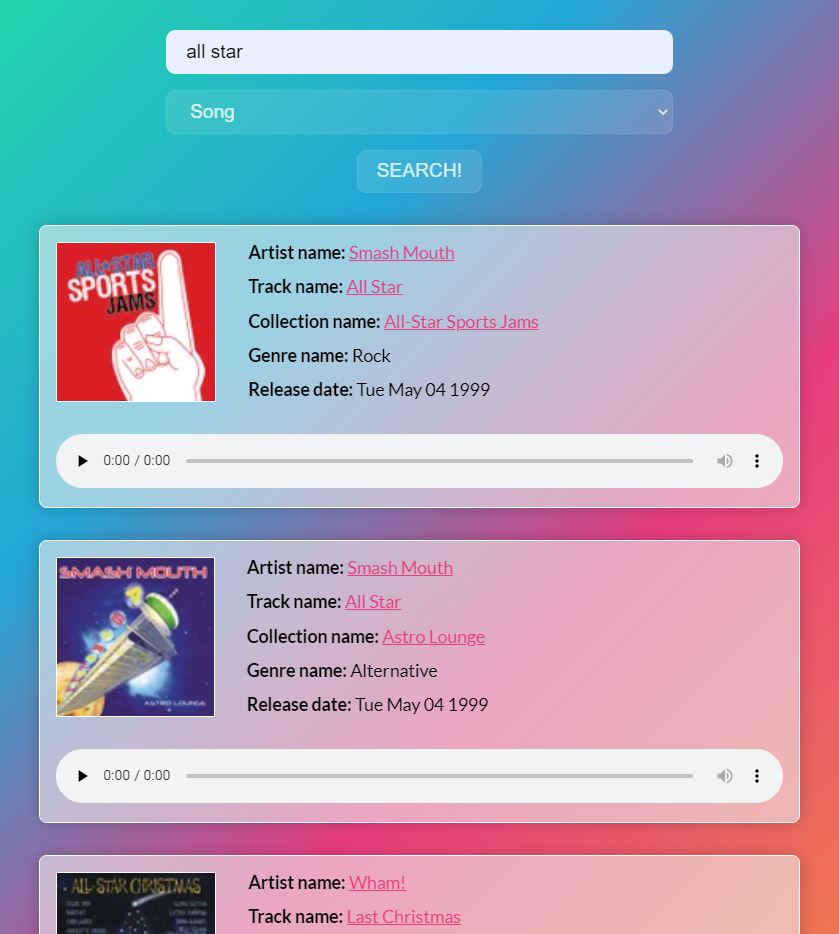 all star
Song
SEARCH!
ALL★STAR
SPORTS
JAMS
Artist name: Smash Mouth
Track name: All Star
Collection name: All-Star Sports Jams
Genre name: Rock
Release date: Tue May 04 1999
0:00 / 0:00
SMASH MOUTH
ASTRO LOUNGE
Artist name: Smash Mouth
Track name: All Star
Collection name: Astro Lounge
Genre name: Alternative
Release date: Tue May 04 1999
0:00 / 0:00
ALL-STAR CHRISTMAS
Artist name: Wham!
Track name: Last Christmas